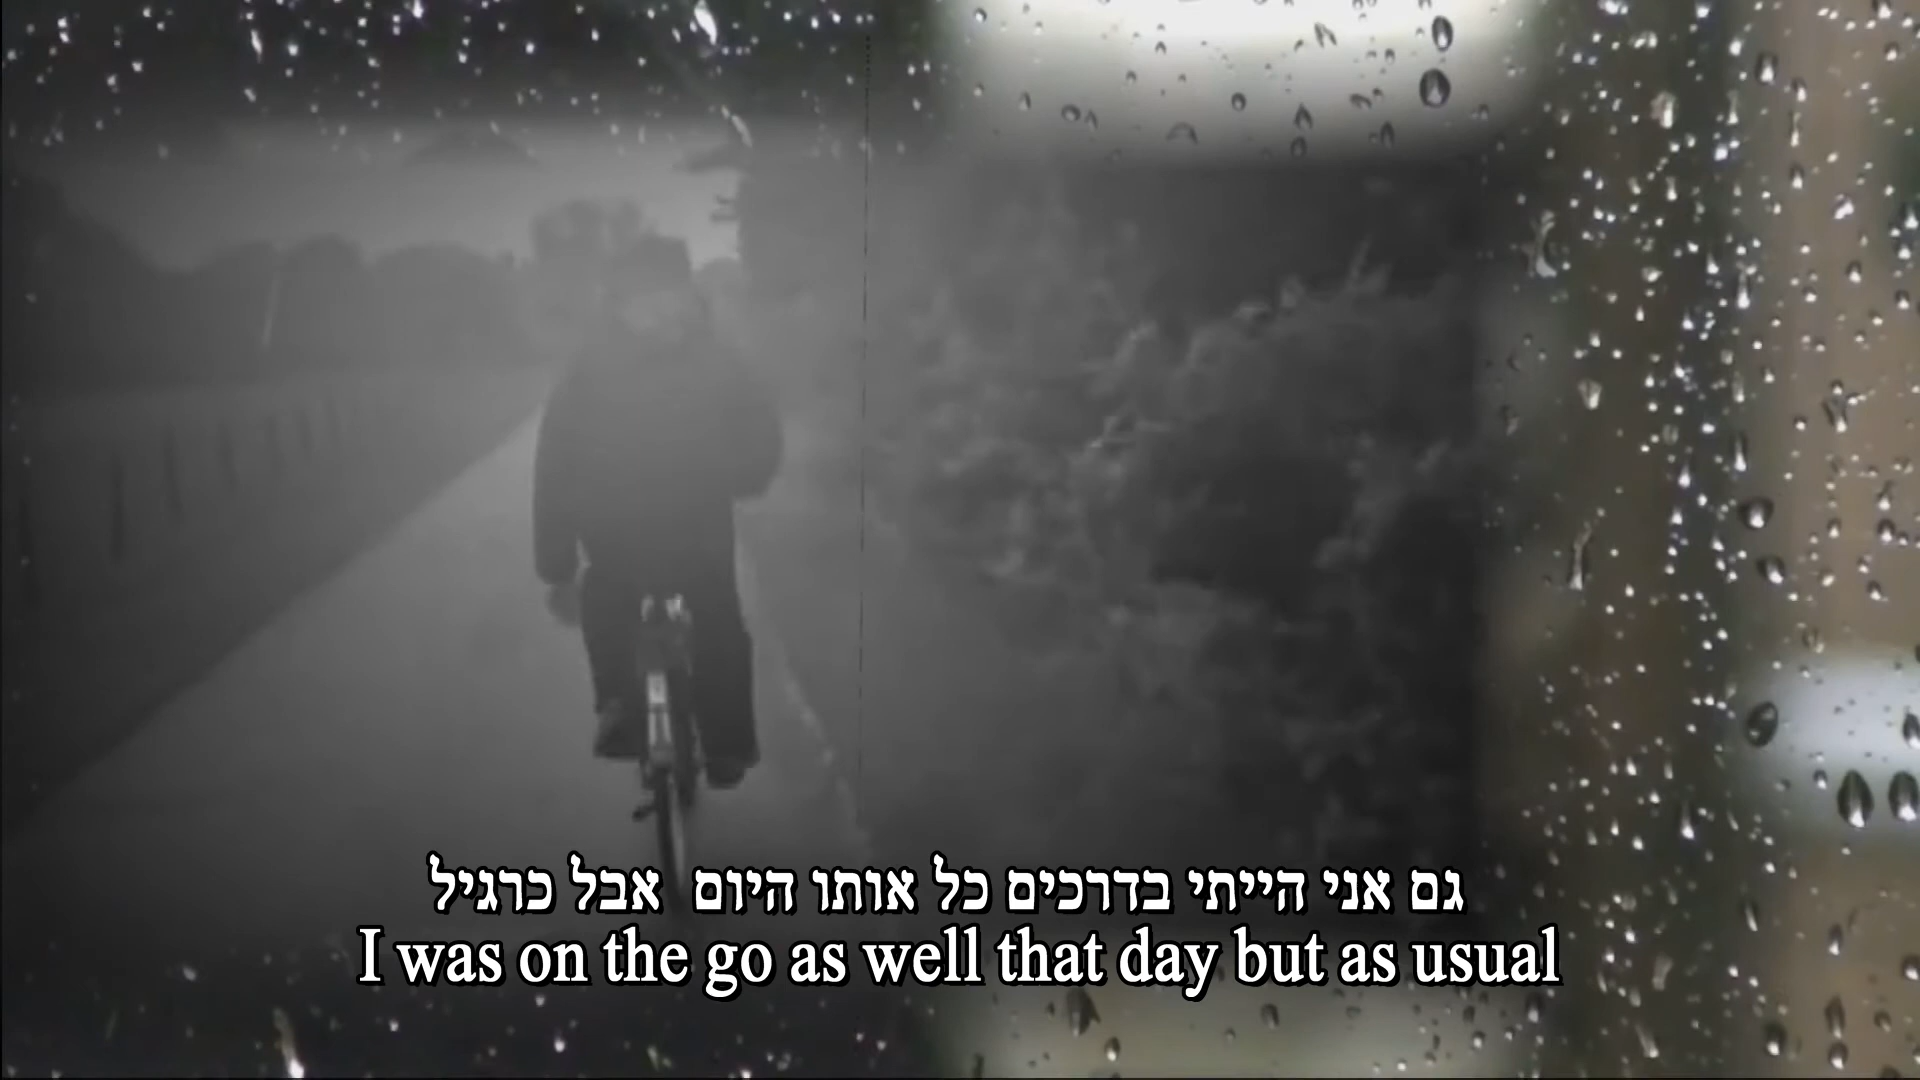 גם אני הייתי בדרכים כל אותו היום  אבל כרגיל
I was on the go as well that day but as usual